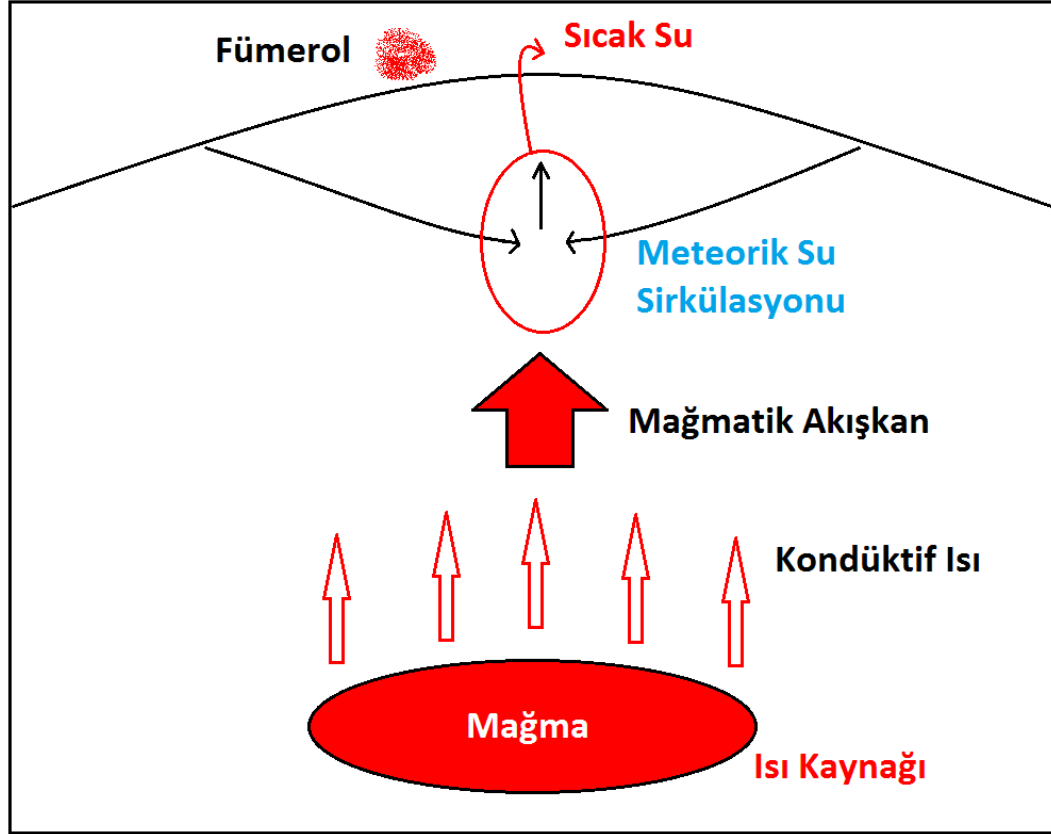 Fümerol
Sıcak Su
Meteorik Su
Sirkülasyonu
Mağmatik Akışkan
Kondüktif Isı
Mağma
Isı Kaynağı